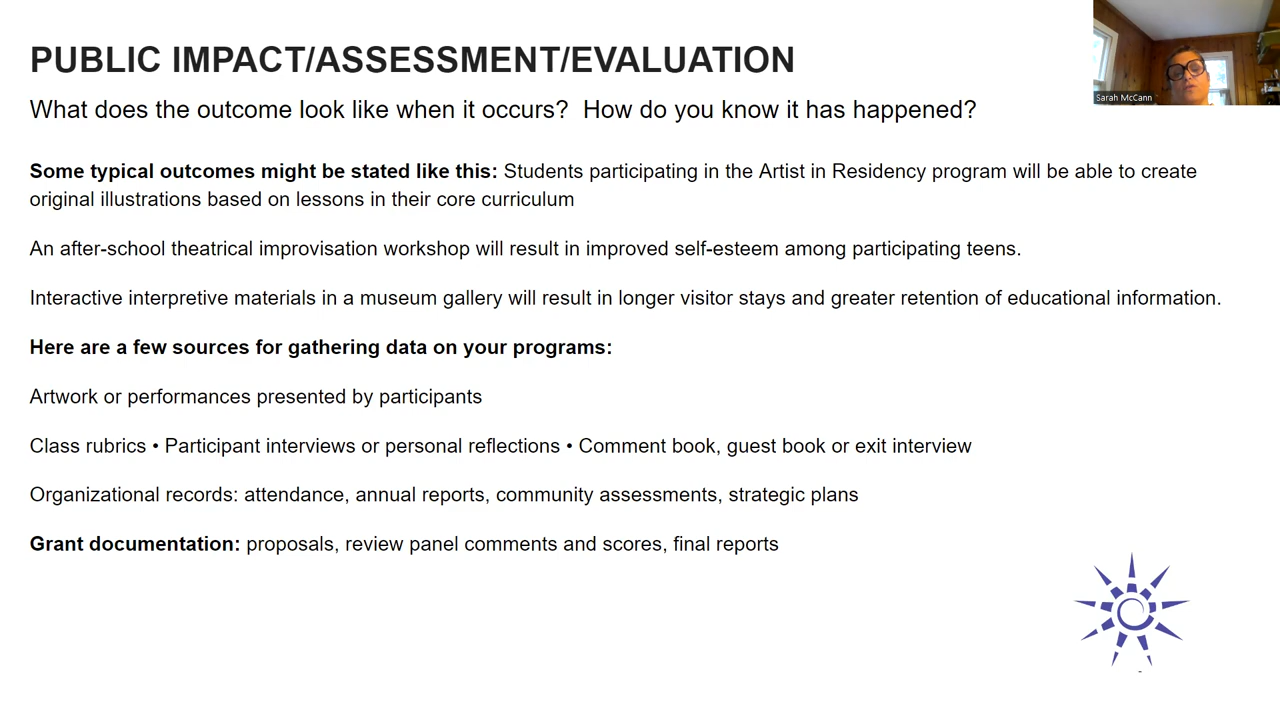 PUBLIC IMPACT/ASSESSMENT/EVALUATION
What does the outcome look like when it occurs?  How do you know it has happened?
Sarah McCann
Some typical outcomes might be stated like this: Students participating in the Artist in Residency program will be able to create
original illustrations based on lessons in their core curriculum
An after-school theatrical improvisation workshop will result in improved self-esteem among participating teens.
Interactive interpretive materials in a museum gallery will result in longer visitor stays and greater retention of educational information.
Here are a few sources for gathering data on your programs:
Artwork or performances presented by participants
Class rubrics • Participant interviews or personal reflections • Comment book, guest book or exit interview
Organizational records: attendance, annual reports, community assessments, strategic plans
Grant documentation: proposals, review panel comments and scores, final reports